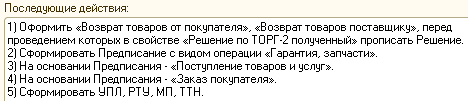 Последующие действия:
1) Оформить «Возврат товаров от покупателя», «Возврат товаров поставщику», перед
проведением которых в свойстве «Решение по ТОРГ-2 полученный» прописать Решение.
2) Сформировать Предписание с видом операции «Гарантия, запчасти».
3) На основании Предписания - «Поступление товаров и услуг».
4) На основании Предписания - «Заказ покупателя».
5) Сформировать УПЛ, РТУ, МП, ТТН.